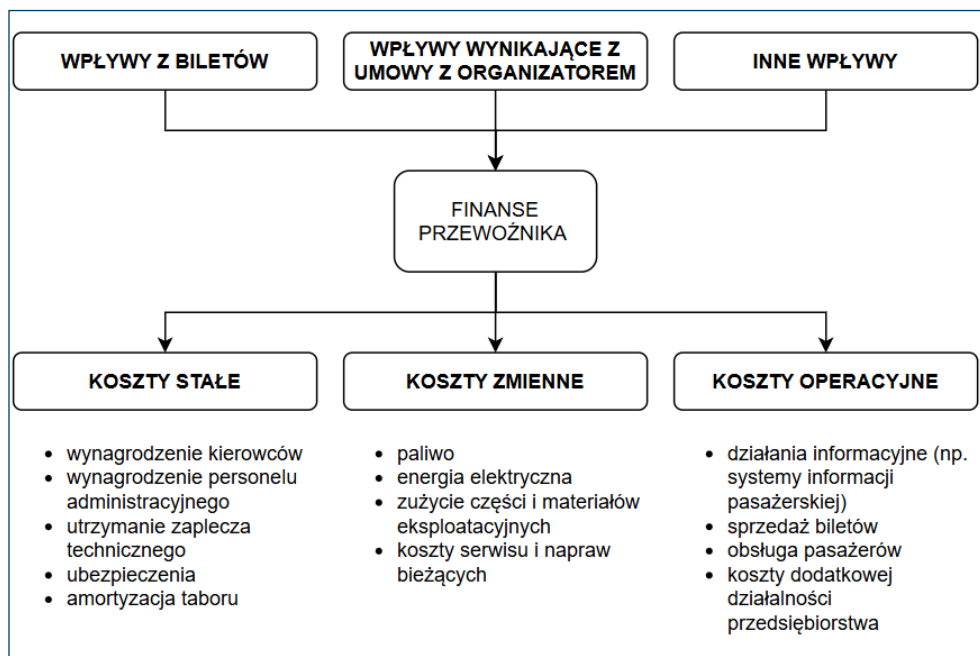 WPŁYWY Z BILETÓW
WPŁYWY WYNIKAJĄCE Z
UMOWY Z ORGANIZATOREM
INNE WPŁYWY
FINANSE
PRZEWOŹNIKA
KOSZTY STAŁE
KOSZTY ZMIENNE
KOSZTY OPERACYJNE
• wynagrodzenie kierowców
• wynagrodzenie personelu
administracyjnego
• utrzymanie zaplecza
technicznego
• ubezpieczenia
• amortyzacja taboru
• paliwo
• energia elektryczna
• zużycie części i materiałów
eksploatacyjnych
• koszty serwisu i napraw
bieżących
• działania informacyjne (np.
systemy informacji
pasażerskiej)
• sprzedaż biletów
• obsługa pasażerów
• koszty dodatkowej
działalności
przedsiębiorstwa